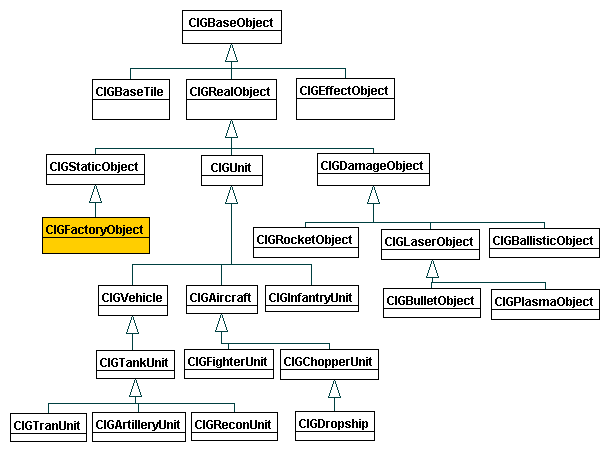 CIGBaseObject
CIGBaseTile
CIGRealObject
CIGEffectObject
CIGStaticObject
CIGUnit
CIGDamageObject
CIGFactoryObject
CIGRocketObject
CIGLaserObject
CIGBallisticObject
CIGVehicle
CIGAircraft
CIGInfantryUnit
CIGBulletObject
CIGPlasmaObject
CIGTankUnit
CIGFighterUnit
CIGChopperUnit
CIGTranUnit
CIGArtilleryUnit
CIGReconUnit
CIGDropship